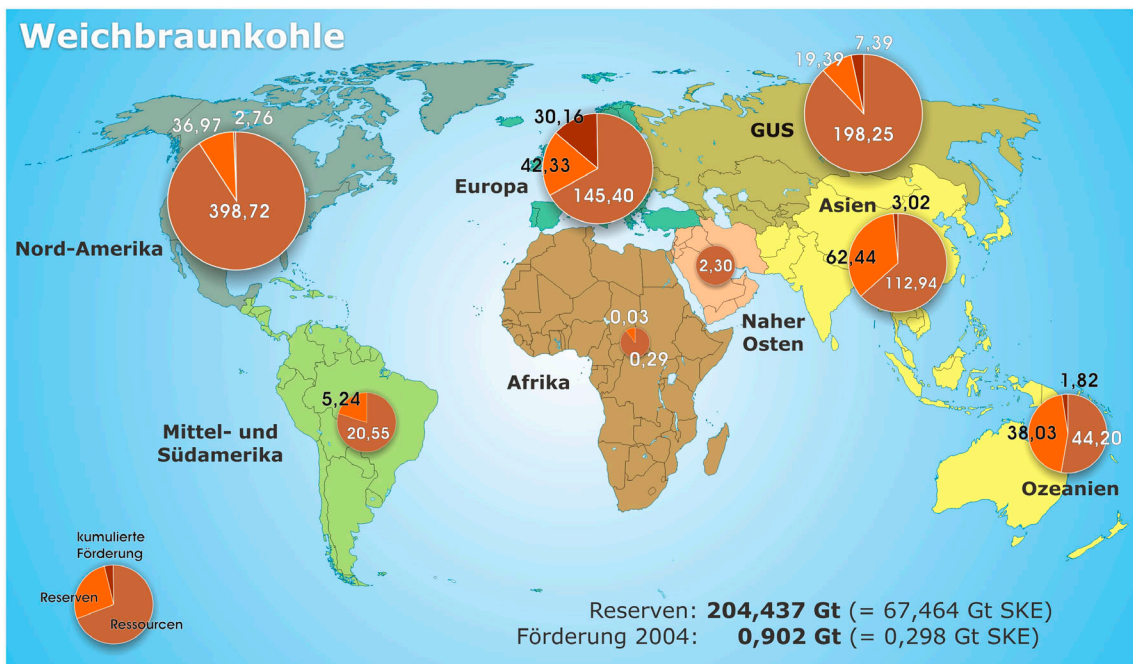 Weichbraunkohle
36,97
2,76
398,72
Nord-Amerika
30,16
42,33
145,40
Europa
19,39
7,39
198,25
GUS
Asien
3,02
62,44
112,94
2,30
Naher
Osten
0,03
0,29
Afrika
5,24
20,55
Mittel- und
Südamerika
1,82
38,03
44,20
Ozeanien
kumulierte
Förderung
Reserven
Ressourcen
Reserven: 204,437 Gt (= 67,464 Gt SKE)
Förderung 2004: 0,902 Gt (= 0,298 Gt SKE)